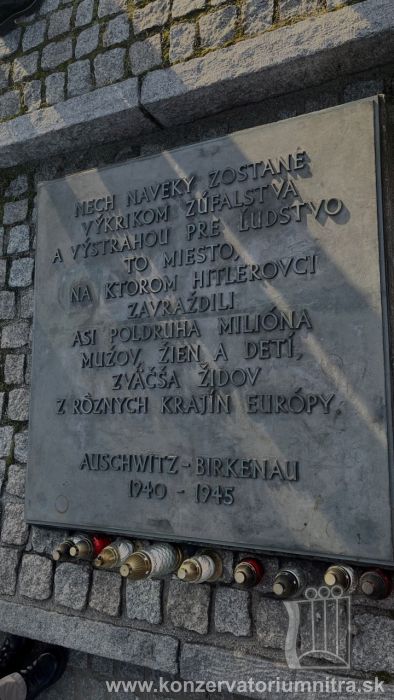 NECH NAVEKY ZOSTANE
VÝKRIKOM ZÚFALSTVA
A VÝSTRAHOU PRE ĽUDSTVO
TO MIESTO,
NA KTOROM HITLEROVCI
ZAVRAŽDILI
ASI POLDRUHA MILIÓNA
MUŽOV, ŽIEN A DETÍ,
ZVÄČŠA ŽIDOV
Z RÔZNYCH KRAJÍN EURÓPY.
AUSCHWITZ - BIRKENAU
1940 - 1945
www.konzervatoriumnitra.sk